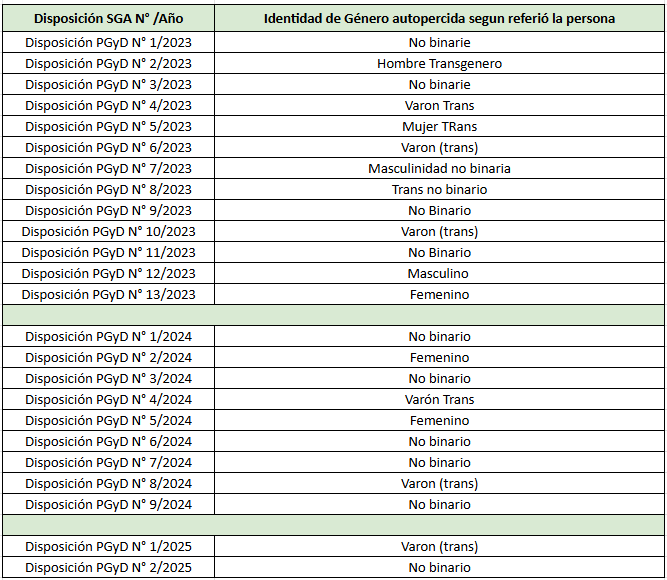 Disposición SGA N° /Año Identidad de Género autopercida segun refirió la persona
Disposición PGyD N° 1/2023 No binarie
Disposición PGyD N° 2/2023 Hombre Transgenero
Disposición PGyD N° 3/2023 No binarie
Disposición PGyD N° 4/2023 Varon Trans
Disposición PGyD N° 5/2023 Mujer TRans
Disposición PGyD N° 6/2023 Varon (trans)
Disposición PGyD N° 7/2023 Masculinidad no binaria
Disposición PGyD N° 8/2023 Trans no binario
Disposición PGyD N° 9/2023 No Binario
Disposición PGyD N° 10/2023 Varon (trans)
Disposición PGyD N° 11/2023 No Binario
Disposición PGyD N° 12/2023 Masculino
Disposición PGyD N° 13/2023 Femenino
Disposición PGyD N° 1/2024 No binario
Disposición PGyD N° 2/2024 Femenino
Disposición PGyD N° 3/2024 No binario
Disposición PGyD N° 4/2024 Varón Trans
Disposición PGyD N° 5/2024 Femenino
Disposición PGyD N° 6/2024 No binario
Disposición PGyD N° 7/2024 No binario
Disposición PGyD N° 8/2024 Varon (trans)
Disposición PGyD N° 9/2024 No binario
Disposición PGyD N° 1/2025 Varon (trans)
Disposición PGyD N° 2/2025 No binario